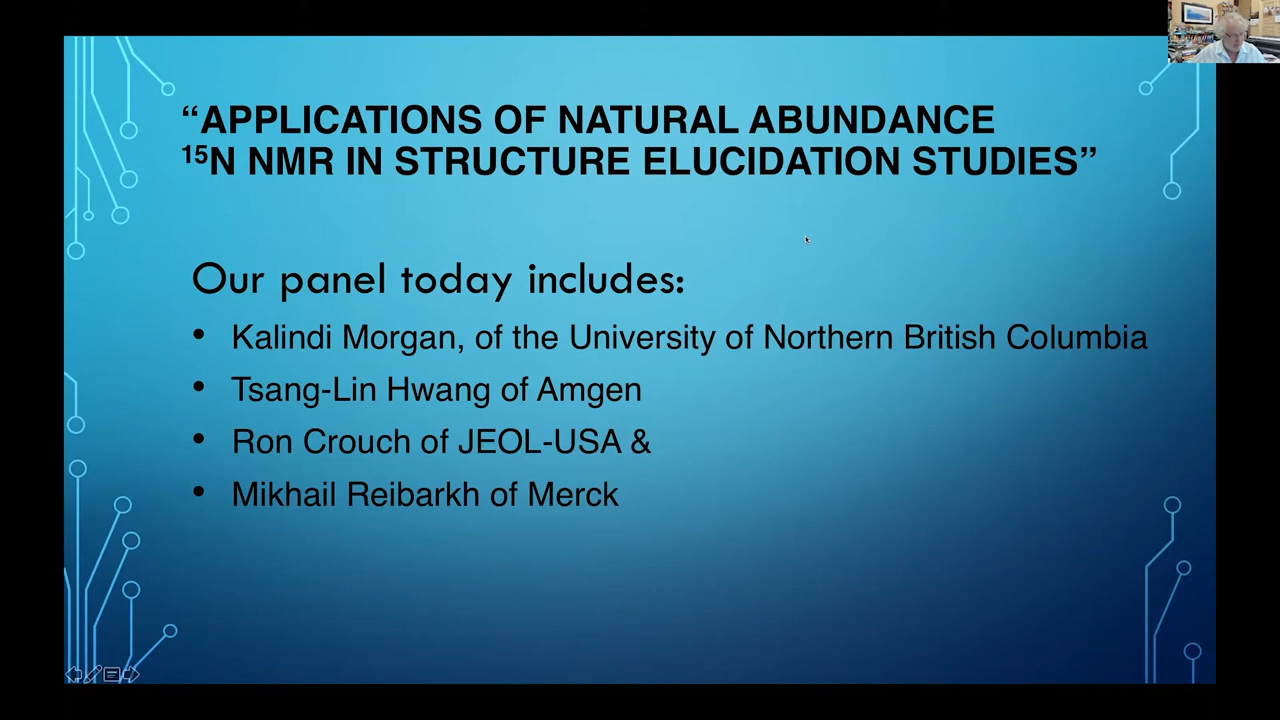 “APPLICATIONS OF NATURAL ABUNDANCE
¹⁵N NMR IN STRUCTURE ELUCIDATION STUDIES”
Our panel today includes:
• Kalindi Morgan, of the University of Northern British Columbia
• Tsang-Lin Hwang of Amgen
• Ron Crouch of JEOL-USA &
• Mikhail Reibarkh of Merck